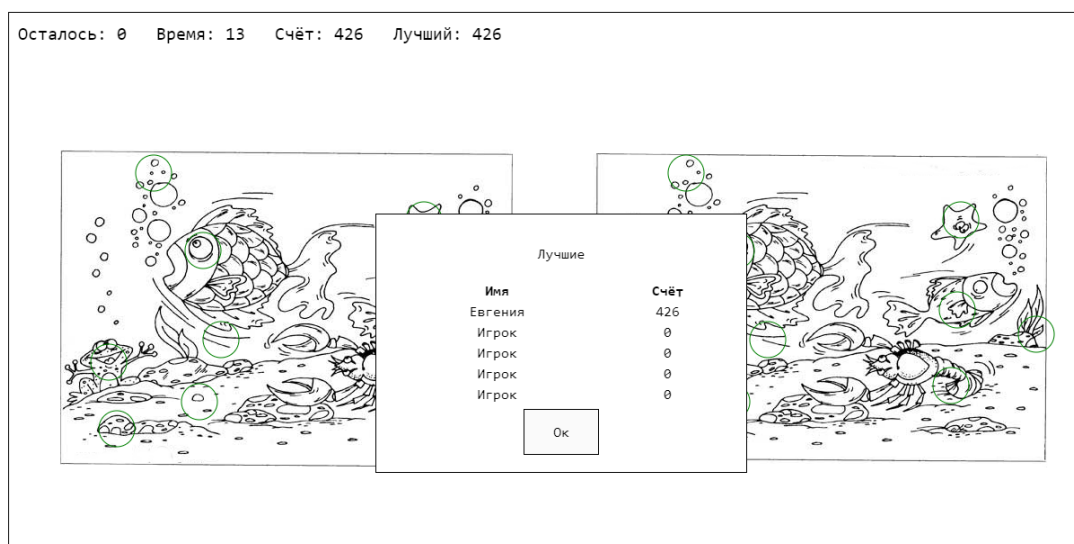 Осталось: 0 Время: 13 Счёт: 426 Лучший: 426
Лучшие
Имя Счёт
Евгения 426
Игрок 0
Игрок 0
Игрок 0
Игрок 0
Ок